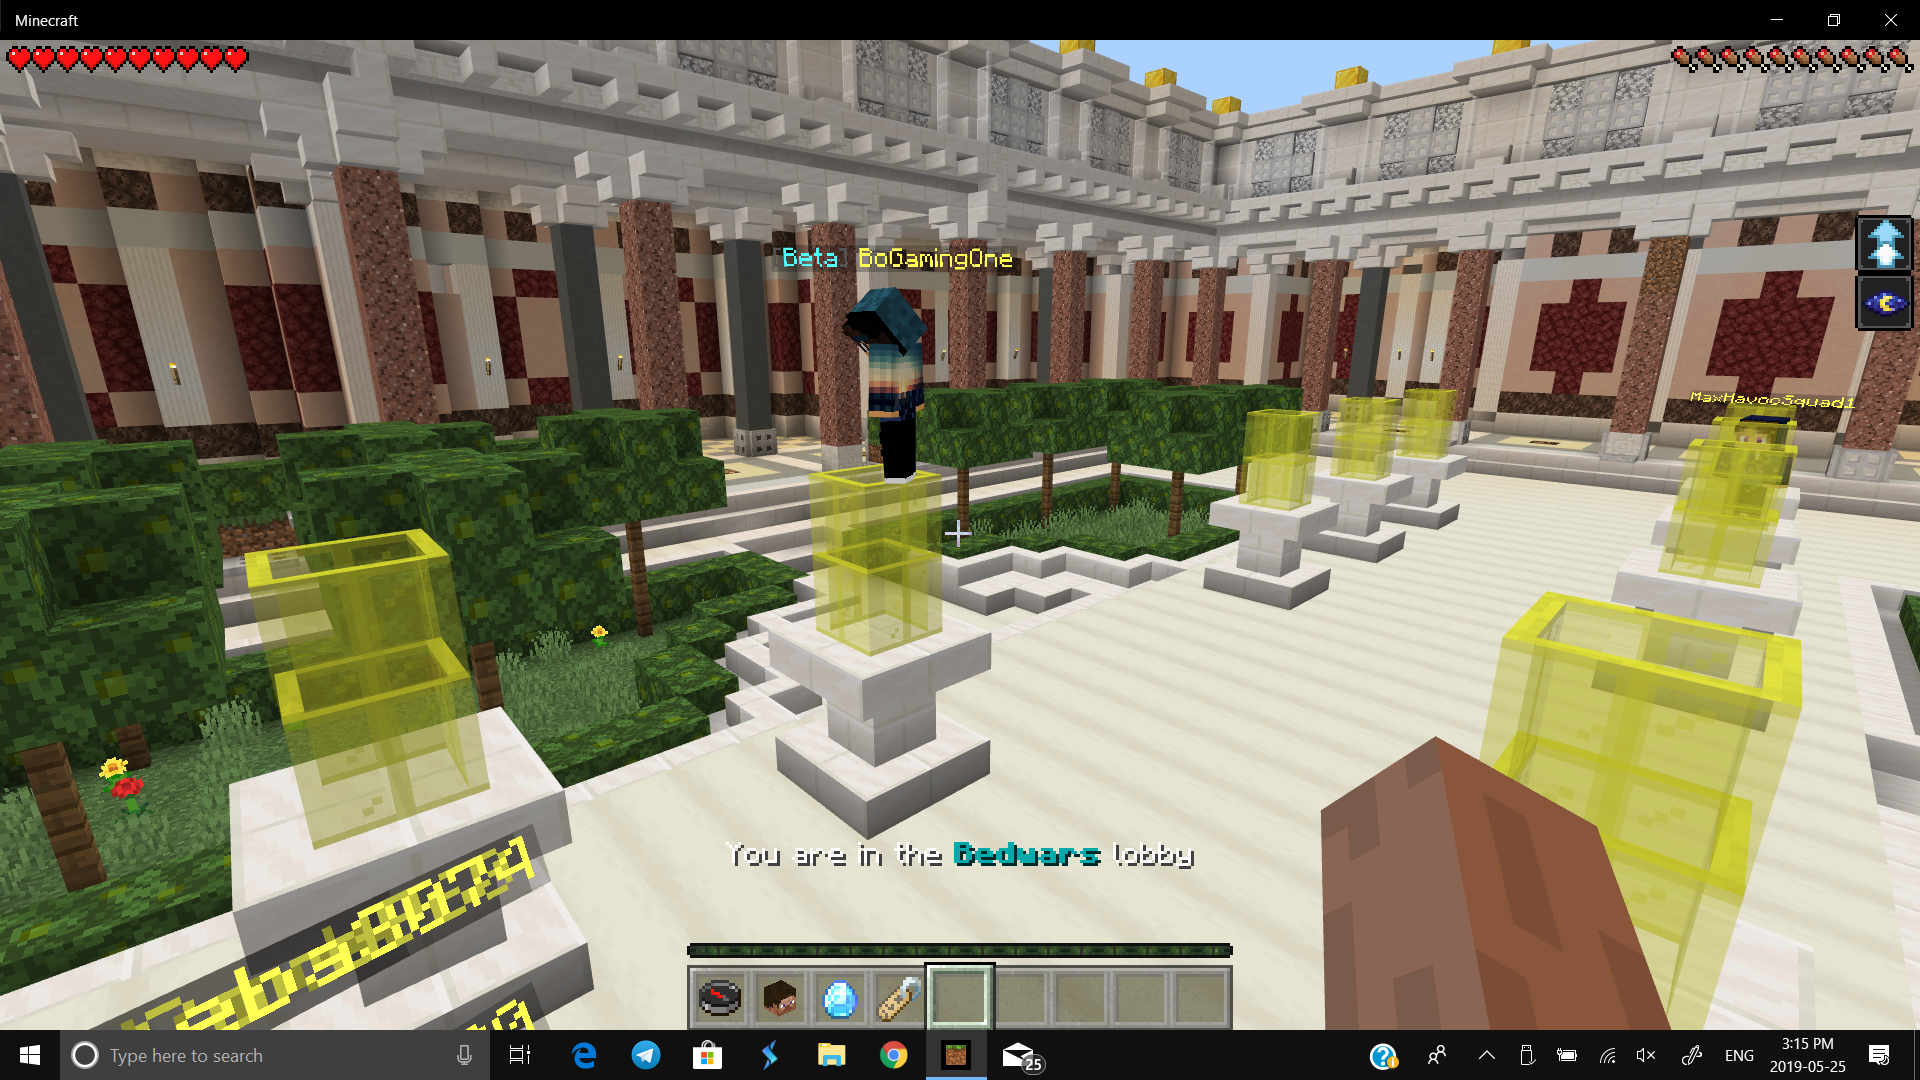 Minecraft
Beta] BoGamingOne
MaxHavocSquad1
You are in the Bedwars lobby
Type here to search
25
ENG
3:15 PM
2019-05-25